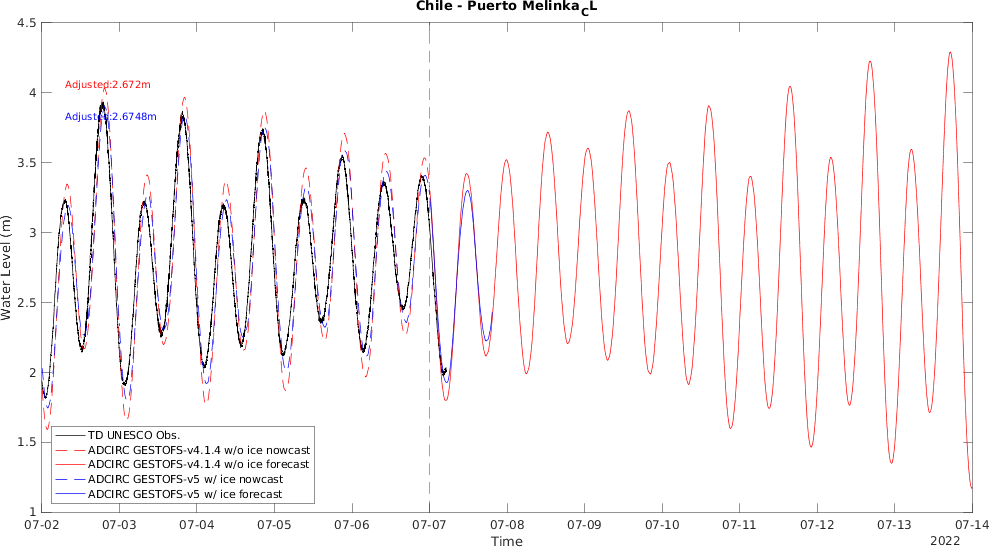 Chile - Puerto MelinkaCL
4.5
4
3.5
3
2.5
2
1.5
1
Water Level (m)
Adjusted:2.672m
Adjusted:2.6748m
TD UNESCO Obs.
ADCIRC GESTOFS-v4.1.4 w/o ice nowcast
ADCIRC GESTOFS-v4.1.4 w/o ice forecast
ADCIRC GESTOFS-v5 w/ ice nowcast
ADCIRC GESTOFS-v5 w/ ice forecast
07-02 07-03 07-04 07-05 07-06 07-07 07-08 07-09 07-10 07-11 07-12 07-13 07-14
Time
2022